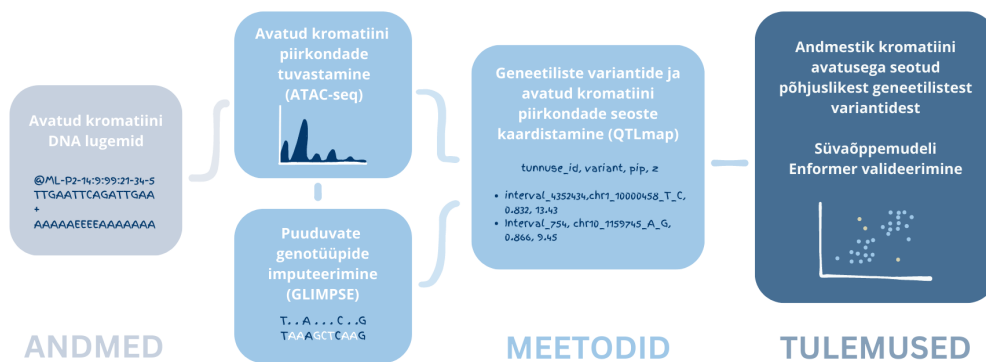 Avatud kromatiini
DNA lugemid
@ML-P2-14:9:99:21-34-5
TTGAATTCAGATTGAA
+
AAAAAEEEEAAAAAAA
Avatud kromatiini
piirkondade
tuvastamine
(ATAC-seq)
Puuduvate
genotüüpide
imputeerimine
(GLIMPSE)
T..A...C..G
TAAAGCTCAAG
Geneetiliste variantide ja
avatud kromatiini
piirkondade seoste
kaardistamine (QTLmap)
tunnuse_id, variant, pip, z
• interval_4352434,chr1_10000458_T_C,
0.832, 13.43
• Interval_754, chr10_1159745_A_G,
0.866, 9.45
Andmestik kromatiini
avatusega seotud
põhjuslikest geneetilistest
variantidest
Süvaõppemudeli
Enformer valideerimine
ANDMED
MEETODID
TULEMUSED